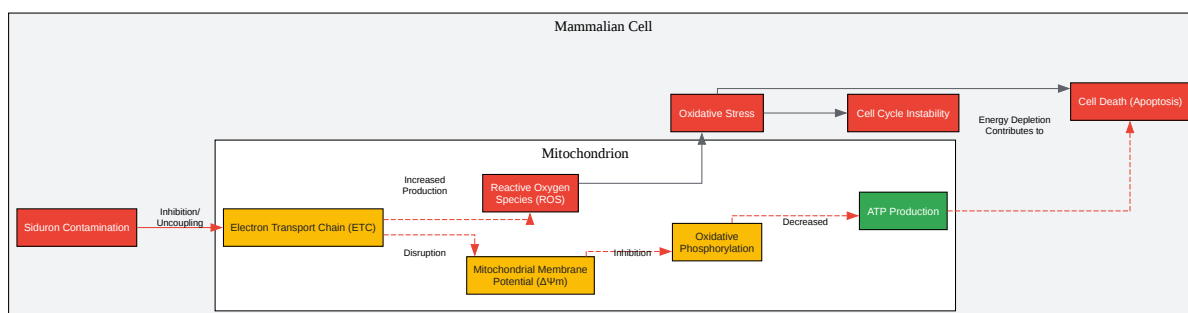 Mammalian Cell
Oxidative Stress
Cell Cycle Instability
Cell Death (Apoptosis)
Energy Depletion
Contributes to
Mitochondrion
Increased
Production
Reactive Oxygen
Species (ROS)
Siduron Contamination
Inhibition/
Uncoupling
Electron Transport Chain (ETC)
Disruption
Mitochondrial Membrane
Potential (ΔΨm)
Inhibition
Oxidative
Phosphorylation
Decreased
ATP Production